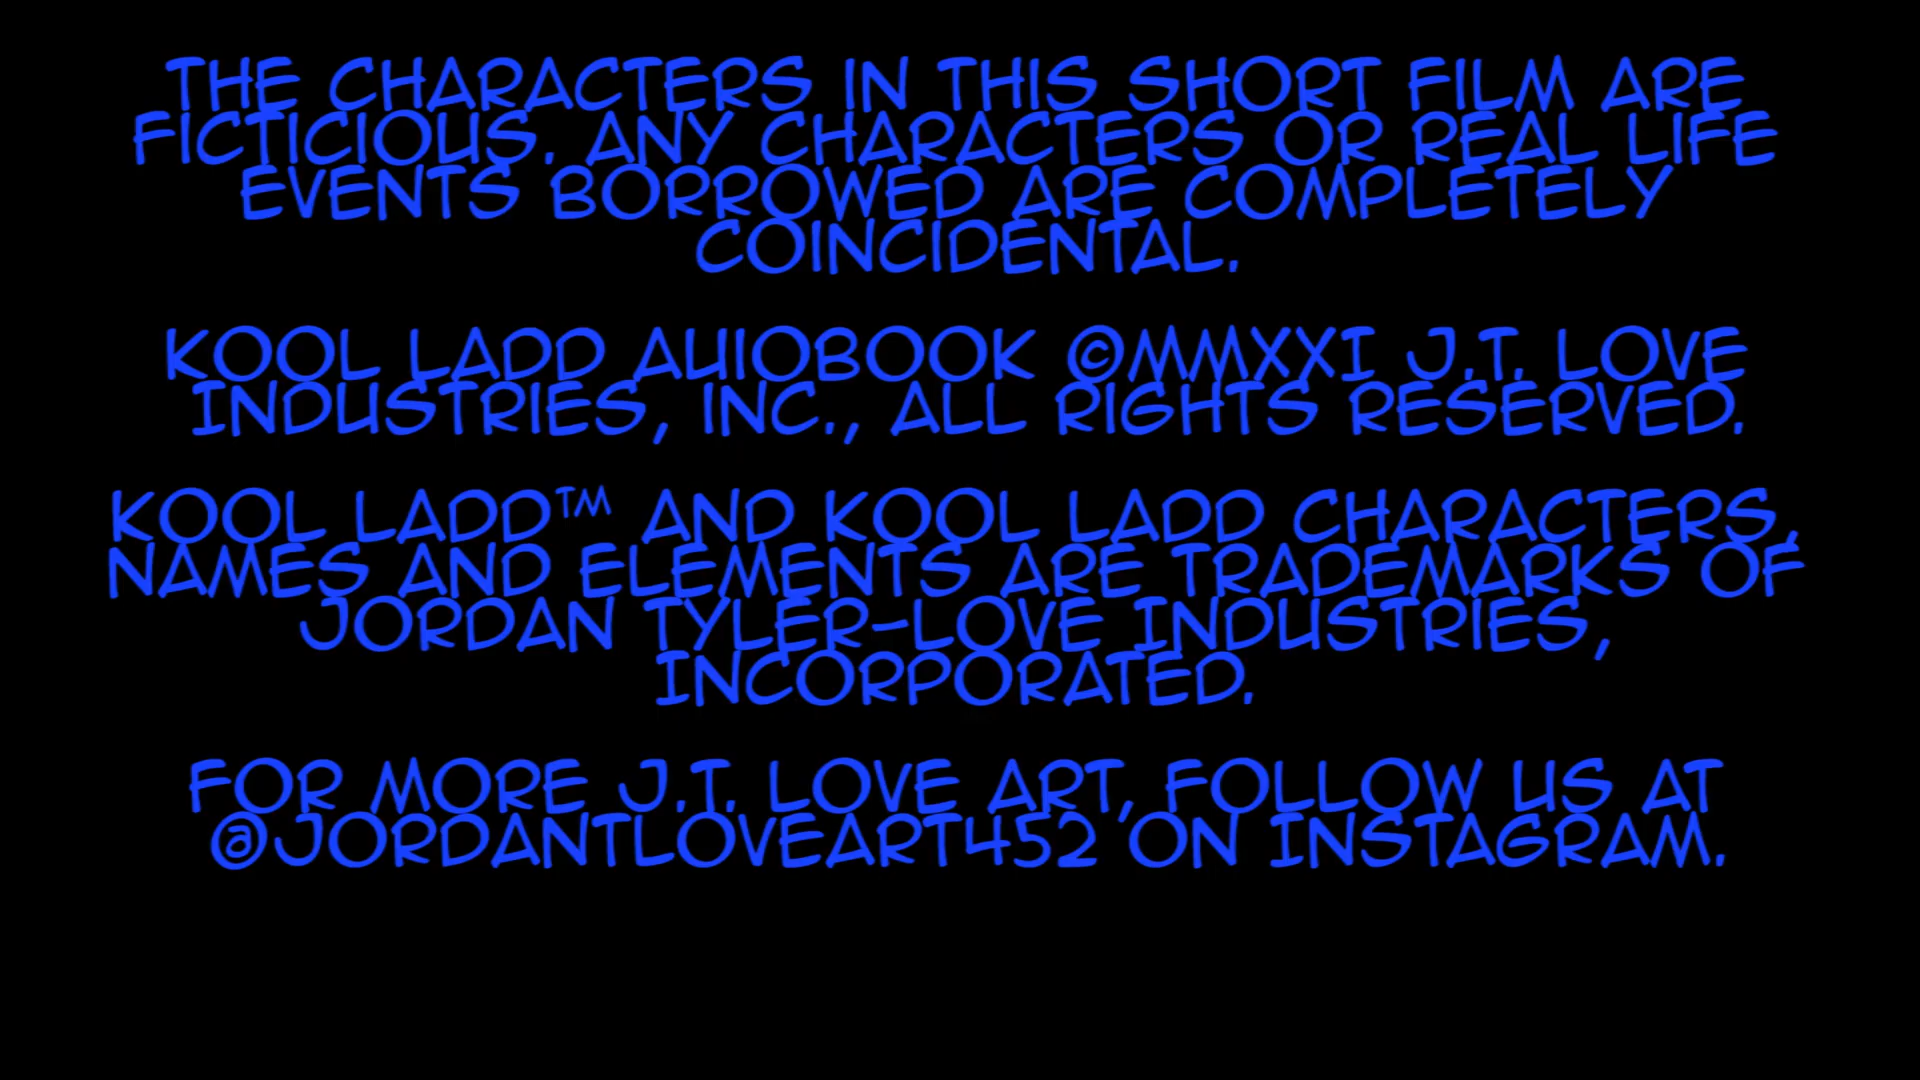 THE CHARACTERS IN THIS SHORT FILM ARE
FICTICIOUS. ANY CHARACTERS OR REAL LIFE
EVENTS BORROWED ARE COMPLETELY
COINCIDENTAL.
KOOL LADD AUIOBOOK ©MMXXI J.T. LOVE
INDUSTRIES, INC., ALL RIGHTS RESERVED.
KOOL LADD™ AND KOOL LADD CHARACTERS,
NAMES AND ELEMENTS ARE TRADEMARKS OF
JORDAN TYLER-LOVE INDUSTRIES,
INCORPORATED.
FOR MORE J.T. LOVE ART, FOLLOW US AT
@JORDANTLOVEART452 ON INSTAGRAM.